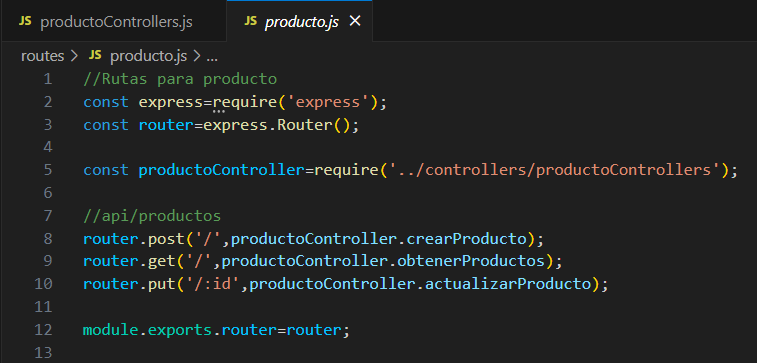 JS productoControllers.js
JS producto.js ×
routes > JS producto.js > ...
1 //Rutas para producto
2 const express=require('express');
3 const router=express.Router();
4
5 const productoController=require('../controllers/productoControllers');
6
7 //api/productos
8 router.post('/',productoController.crearProducto);
9 router.get('/',productoController.obtenerProductos);
10 router.put('/:id',productoController.actualizarProducto);
11
12 module.exports.router=router;
13